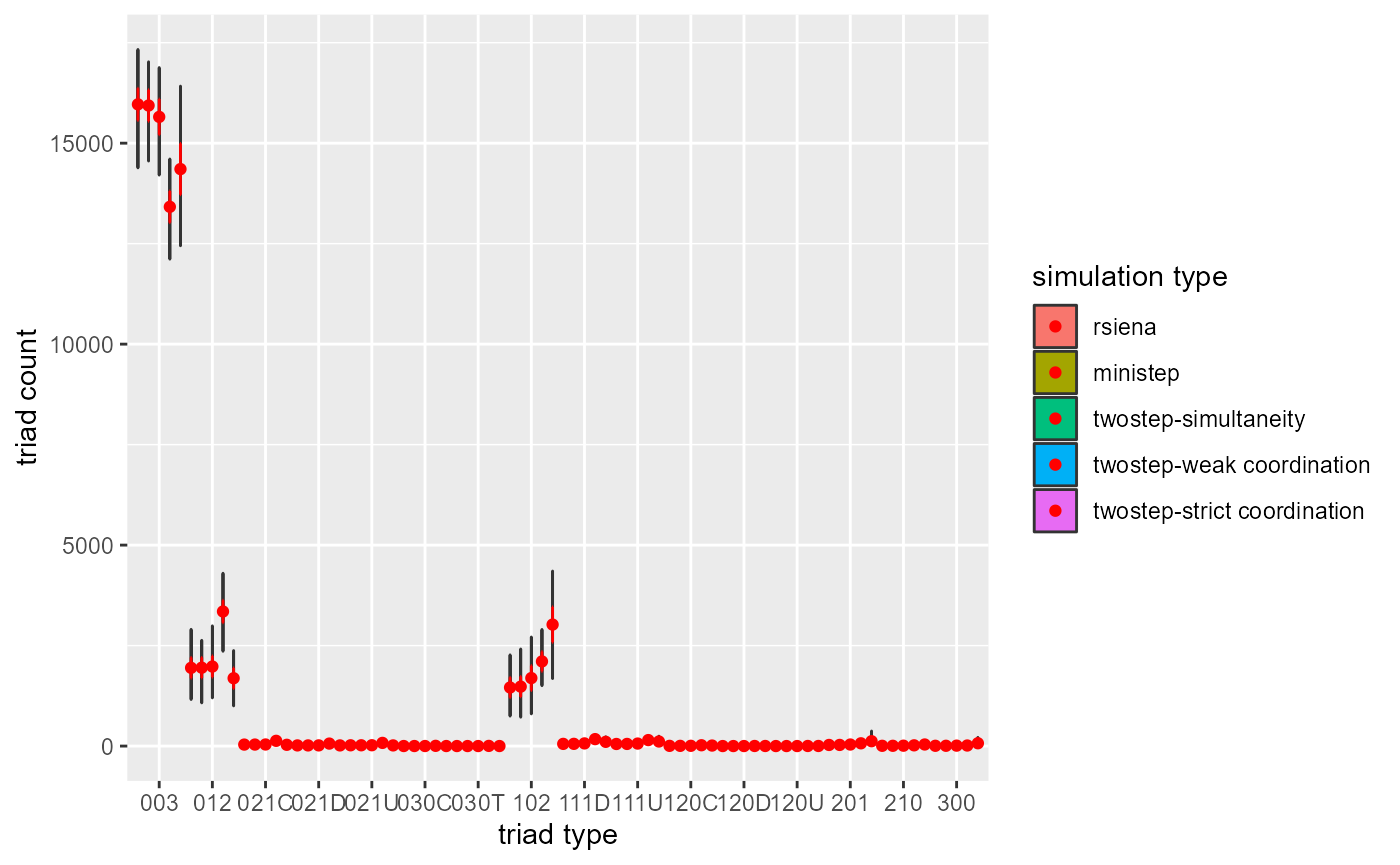 15000
10000
5000
0
triad count
003 012 021C 021D 021U 030C 030T 102 111D 111U 120C 120D 120U 201 210 300
triad type
simulation type
rsiena
ministep
twostep-simultaneity
twostep-weak coordination
twostep-strict coordination